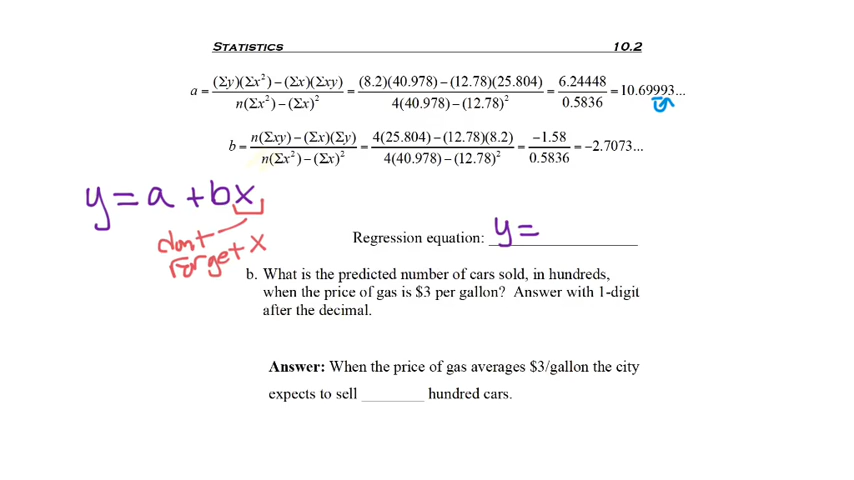 STATISTICS 10.2
a = (Σy)(Σx²) − (Σx)(Σxy) / n(Σx²) − (Σx)² = (8.2)(40.978) − (12.78)(25.804) / 4(40.978) − (12.78)² = 6.24448 / 0.5836 = 10.69993...
b = n(Σxy) − (Σx)(Σy) / n(Σx²) − (Σx)² = 4(25.804) − (12.78)(8.2) / 4(40.978) − (12.78)² = −1.58 / 0.5836 = −2.7073...
y = a + bx
don't
forget x
Regression equation: y = ____________
b. What is the predicted number of cars sold, in hundreds,
when the price of gas is $3 per gallon? Answer with 1-digit
after the decimal.
Answer: When the price of gas averages $3/gallon the city
expects to sell ________ hundred cars.